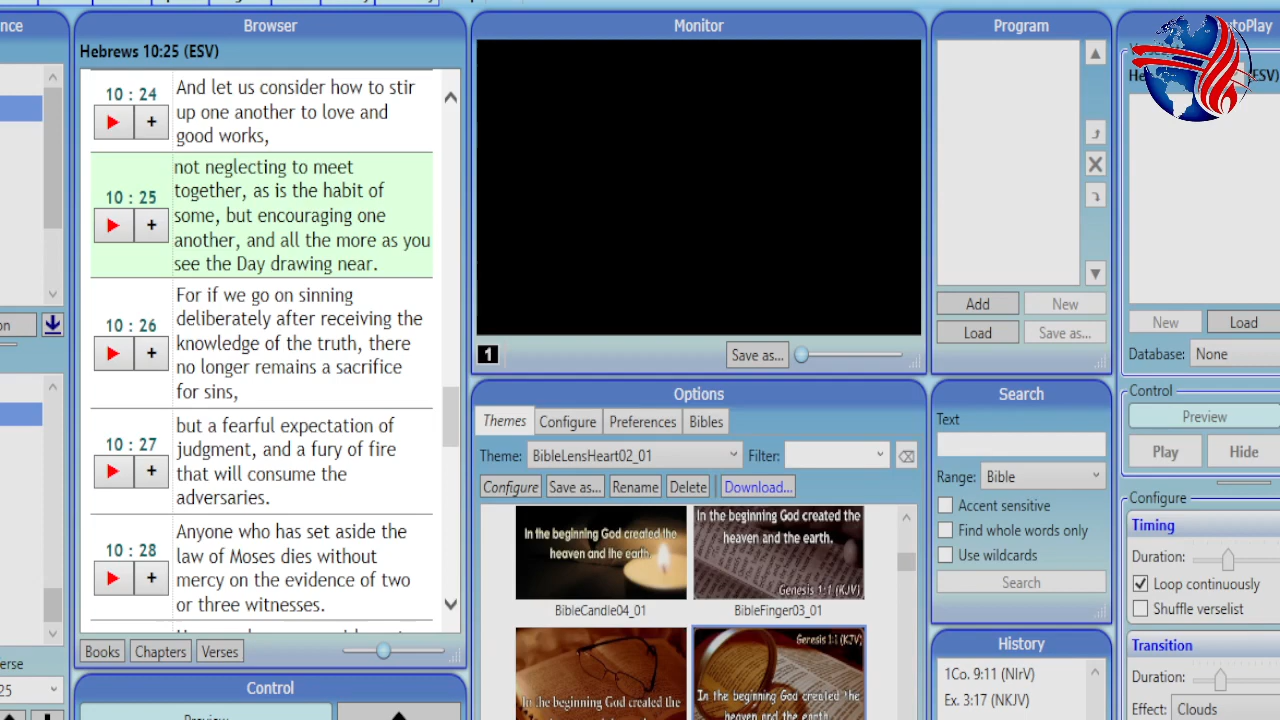 nce
on
erse
25
Browser
Hebrews 10:25 (ESV)
10 : 24
And let us consider how to stir
up one another to love and
good works,
10 : 25
not neglecting to meet
together, as is the habit of
some, but encouraging one
another, and all the more as you
see the Day drawing near.
10 : 26
For if we go on sinning
deliberately after receiving the
knowledge of the truth, there
no longer remains a sacrifice
for sins,
10 : 27
but a fearful expectation of
judgment, and a fury of fire
that will consume the
adversaries.
10 : 28
Anyone who has set aside the
law of Moses dies without
mercy on the evidence of two
or three witnesses.
Books Chapters Verses
Control
Preview
Monitor
1
Save as...
Options
Themes Configure Preferences Bibles
Theme: BibleLensHeart02_01 Filter:
Configure Save as... Rename Delete Download...
In the beginning God created the
heaven and the earth.
BibleCandle04_01
In the beginning God created the
heaven and the earth.
Genesis 1:1 (KJV)
BibleFinger03_01
In the beginning God created the
Genesis 1:1 (KJV)
In the beginning God created the
heaven and the earth.
Program
Add New
Load Save as...
Search
Text
Range: Bible
Accent sensitive
Find whole words only
Use wildcards
Search
History
1Co. 9:11 (NIrV)
Ex. 3:17 (NKJV)
toPlay
He ESV)
New Load
Database: None
Control
Preview
Play Hide
Configure
Timing
Duration:
Loop continuously
Shuffle verselist
Transition
Duration:
Effect: Clouds